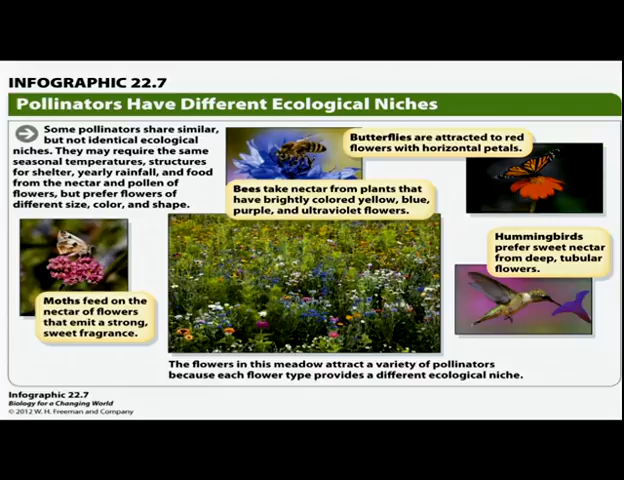 INFOGRAPHIC 22.7
Pollinators Have Different Ecological Niches
Some pollinators share similar,
but not identical ecological
niches. They may require the same
seasonal temperatures, structures
for shelter, yearly rainfall, and food
from the nectar and pollen of
flowers, but prefer flowers of
different size, color, and shape.
Butterflies are attracted to red
flowers with horizontal petals.
Bees take nectar from plants that
have brightly colored yellow, blue,
purple, and ultraviolet flowers.
Hummingbirds
prefer sweet nectar
from deep, tubular
flowers.
Moths feed on the
nectar of flowers
that emit a strong,
sweet fragrance.
The flowers in this meadow attract a variety of pollinators
because each flower type provides a different ecological niche.
Infographic 22.7
Biology for a Changing World
© 2012 W. H. Freeman and Company